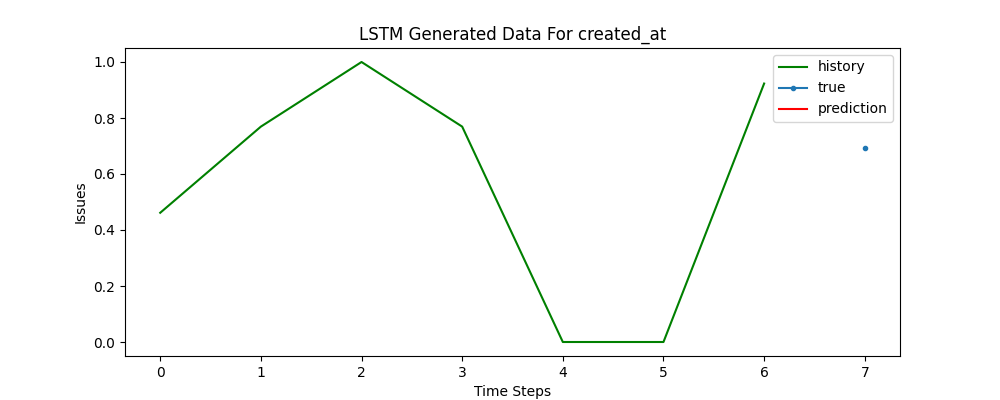 LSTM Generated Data For created_at
history
true
prediction
1.0
0.8
0.6
0.4
0.2
0.0
Issues
0 1 2 3 4 5 6 7
Time Steps